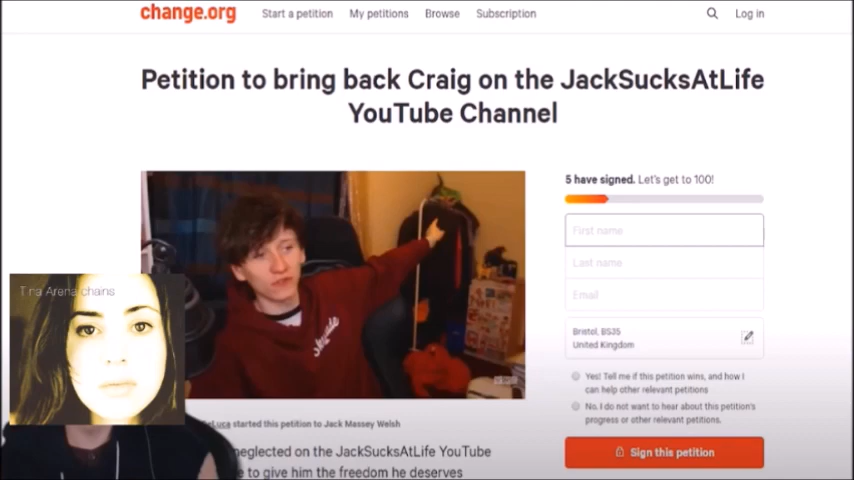 change.org
Start a petition
My petitions
Browse
Subscription
Log in
Petition to bring back Craig on the JackSucksAtLife
YouTube Channel
5 have signed. Let's get to 100!
First name
Last name
Email
Bristol, BS35
United Kingdom
Yes! Tell me if this petition wins, and how I
can help other relevant petitions
No. I do not want to hear about this petition's
progress or other relevant petitions.
Sign this petition
Tina Arena chains
started this petition to Jack Massey Welsh
neglected on the JackSucksAtLife YouTube
to give him the freedom he deserves